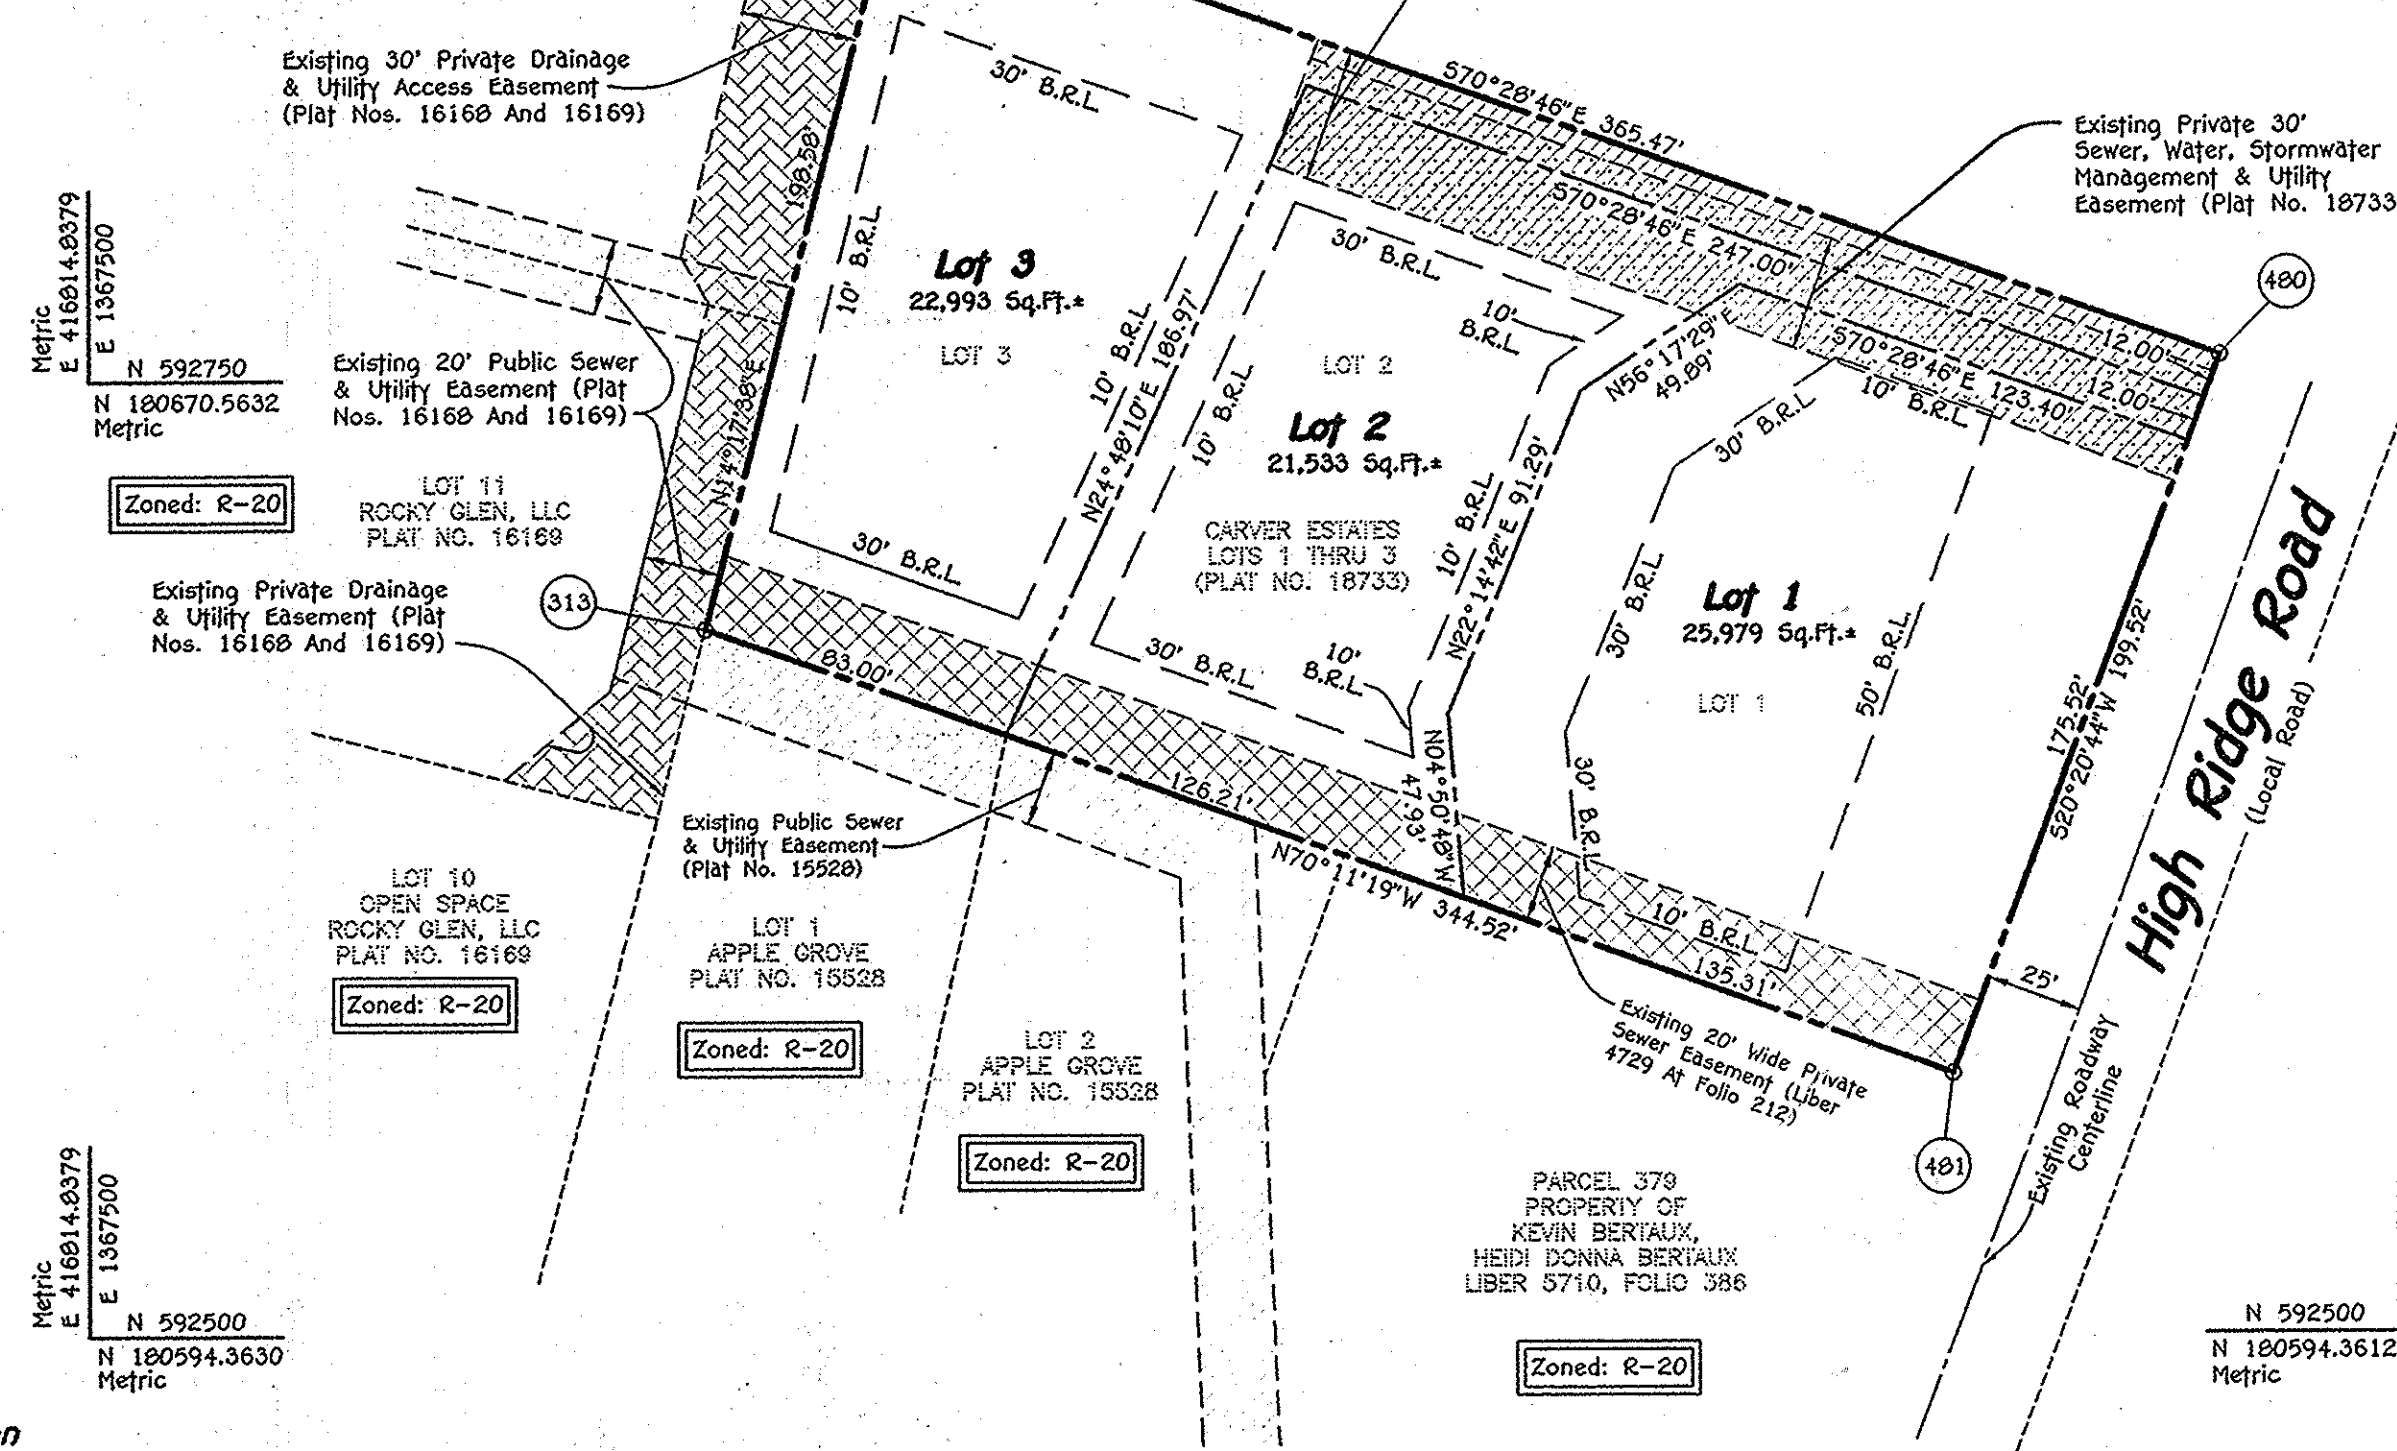 Existing 30' Private Drainage
& Utility Access Easement
(Plat Nos. 16168 And 16169)
30' B.R.L
198.58'
10' B.R.L
Lot 3
22,993 Sq.Ft.±
LOT 3
N14°17'38"E
30' B.R.L
10' B.R.L
N24°48'10"E 186.97'
S70°28'46"E 365.47'
S70°28'46"E 247.00'
Existing Private 30'
Sewer, Water, Stormwater
Management & Utility
Easement (Plat No. 18733
480
12.00'
12.00'
S70°28'46"E 123.40'
10' B.R.L
N56°17'29"E
49.89'
30' B.R.L
30' B.R.L.
10'
B.R.L
10' B.R.L
LOT 2
Lot 2
21,533 Sq.Ft.±
CARVER ESTATES
LOTS 1 THRU 3
(PLAT NO. 18733)
10' B.R.L
N22°14'42"E 91.29'
30' B.R.L
10'
B.R.L
N04°50'48"W
47.93'
30' B.R.L
30' B.R.L
Lot 1
25,979 Sq.Ft.±
LOT 1
50' B.R.L.
10' B.R.L
175.52'
S20°20'44"W 199.52'
High Ridge Road
(Local Road)
25'
Existing Roadway
Centerline
Metric
E 416814.8379
E 1367500
N 592750
N 180670.5632
Metric
Existing 20' Public Sewer
& Utility Easement (Plat
Nos. 16168 And 16169)
Zoned: R-20
LOT 11
ROCKY GLEN, LLC
PLAT NO. 16169
Existing Private Drainage
& Utility Easement (Plat
Nos. 16168 And 16169)
313
83.00'
126.21'
N70°11'19"W 344.52'
135.31'
Existing Public Sewer
& Utility Easement
(Plat No. 15528)
Existing 20' Wide Private
Sewer Easement (Liber
4729 At Folio 212)
481
LOT 10
OPEN SPACE
ROCKY GLEN, LLC
PLAT NO. 16169
Zoned: R-20
LOT 1
APPLE GROVE
PLAT NO. 15528
Zoned: R-20
LOT 2
APPLE GROVE
PLAT NO. 15528
Zoned: R-20
PARCEL 379
PROPERTY OF
KEVIN BERTAUX,
HEIDI DONNA BERTAUX
LIBER 5710, FOLIO 386
Zoned: R-20
Metric
E 416814.8379
E 1367500
N 592500
N 180594.3630
Metric
N 592500
N 180594.3612
Metric